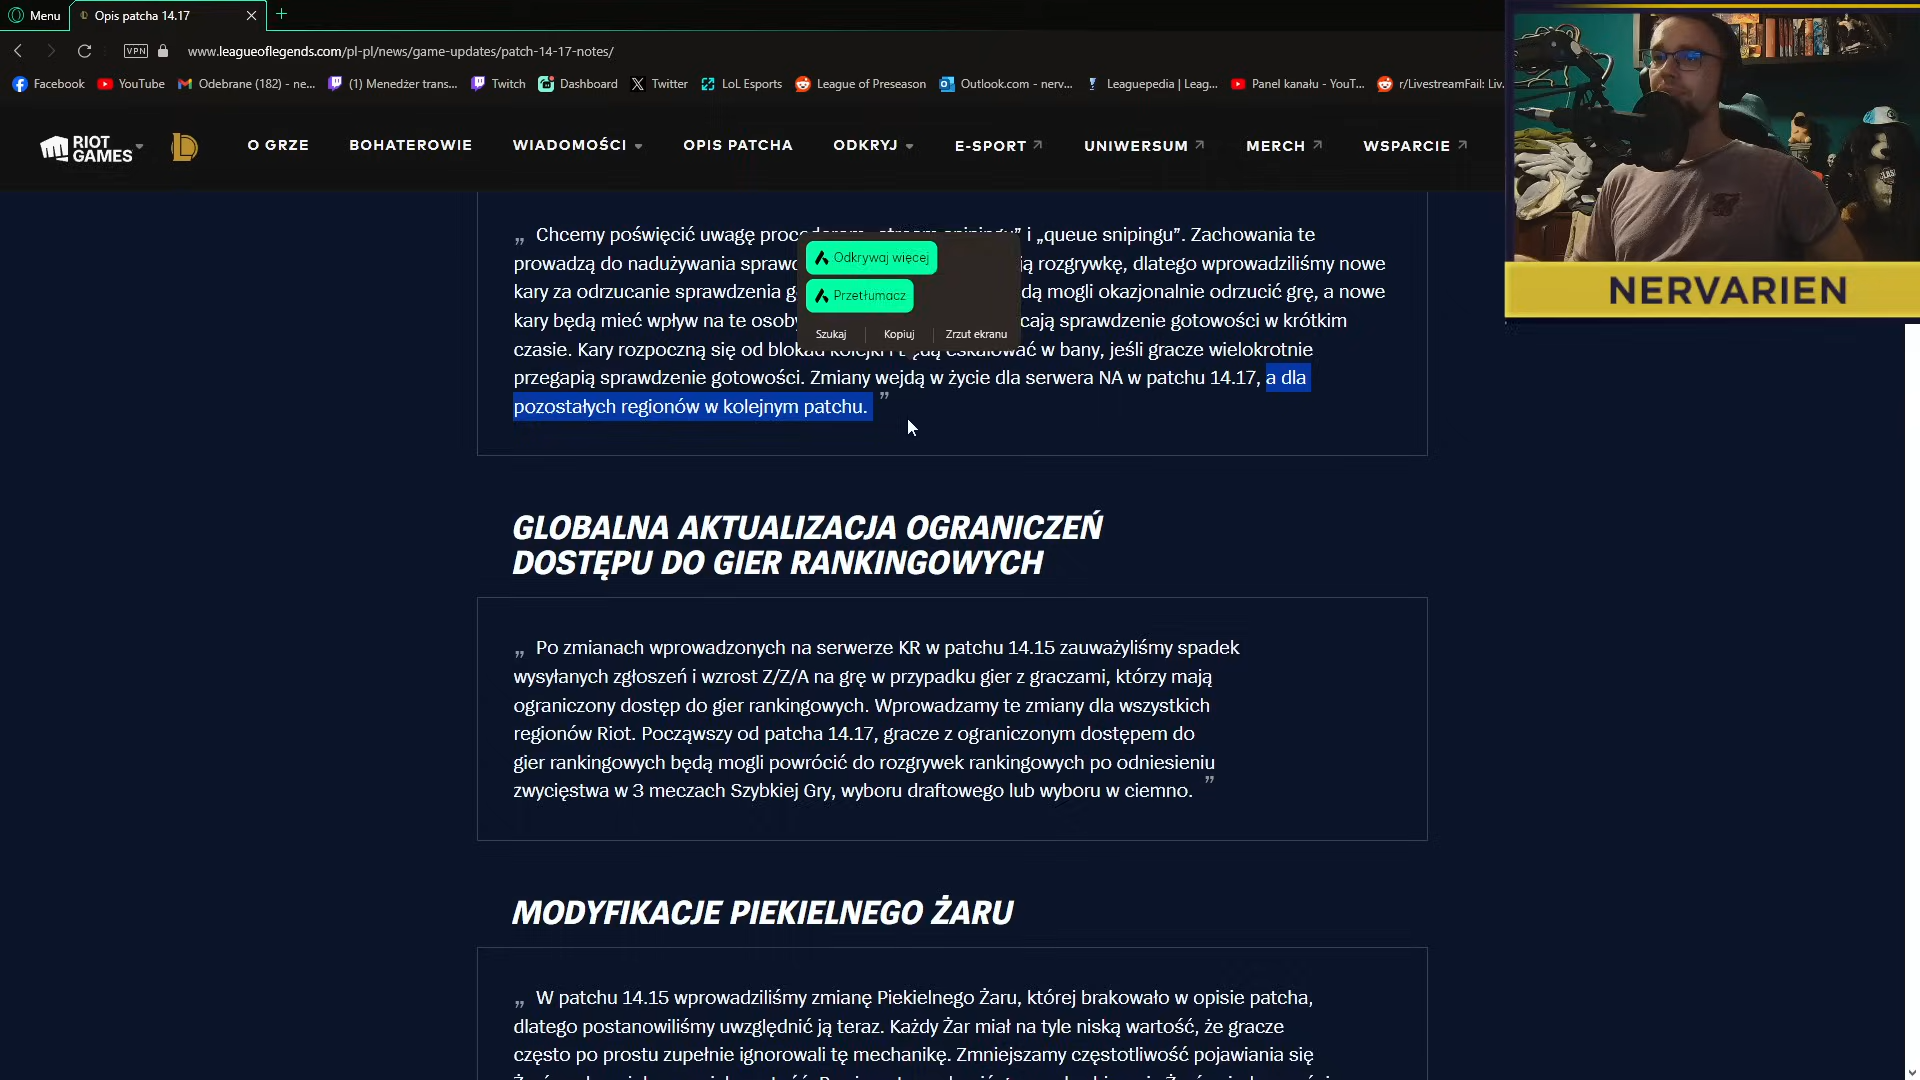 Menu
Opis patcha 14.17
VPN
www.leagueoflegends.com/pl-pl/news/game-updates/patch-14-17-notes/
Facebook
YouTube
Odebrane (182) - ne...
(1) Menedżer trans...
Twitch
Dashboard
Twitter
LoL Esports
League of Preseason
Outlook.com - nerv...
Leaguepedia | Leag...
Panel kanału - YouT...
r/LivestreamFail: Liv...
RIOT GAMES
O GRZE
BOHATEROWIE
WIADOMOŚCI
OPIS PATCHA
ODKRYJ
E-SPORT
UNIWERSUM
MERCH
WSPARCIE
NERVARIEN
„ Chcemy poświęcić uwagę i „queue snipingu”. Zachowania te
prowadzą do nadużywania rozgrywkę, dlatego wprowadziliśmy nowe
kary za odrzucanie sprawdzenia mogli okazjonalnie odrzucić grę, a nowe
kary będą mieć wpływ na te sprawdzenie gotowości w krótkim
czasie. Kary rozpoczną się od w bany, jeśli gracze wielokrotnie
przegapią sprawdzenie gotowości. Zmiany wejdą w życie dla serwera NA w patchu 14.17, a dla
pozostałych regionów w kolejnym patchu. ”
Odkrywaj więcej
Przetłumacz
Szukaj
Kopiuj
Zrzut ekranu
GLOBALNA AKTUALIZACJA OGRANICZEŃ
DOSTĘPU DO GIER RANKINGOWYCH
„ Po zmianach wprowadzonych na serwerze KR w patchu 14.15 zauważyliśmy spadek
wysyłanych zgłoszeń i wzrost Z/Z/A na grę w przypadku gier z graczami, którzy mają
ograniczony dostęp do gier rankingowych. Wprowadzamy te zmiany dla wszystkich
regionów Riot. Począwszy od patcha 14.17, gracze z ograniczonym dostępem do
gier rankingowych będą mogli powrócić do rozgrywek rankingowych po odniesieniu
zwycięstwa w 3 meczach Szybkiej Gry, wyboru draftowego lub wyboru w ciemno. ”
MODYFIKACJE PIEKIELNEGO ŻARU
„ W patchu 14.15 wprowadziliśmy zmianę Piekielnego Żaru, której brakowało w opisie patcha,
dlatego postanowiliśmy uwzględnić ją teraz. Każdy Żar miał na tyle niską wartość, że gracze
często po prostu zupełnie ignorowali tę mechanikę. Zmniejszamy częstotliwość pojawiania się